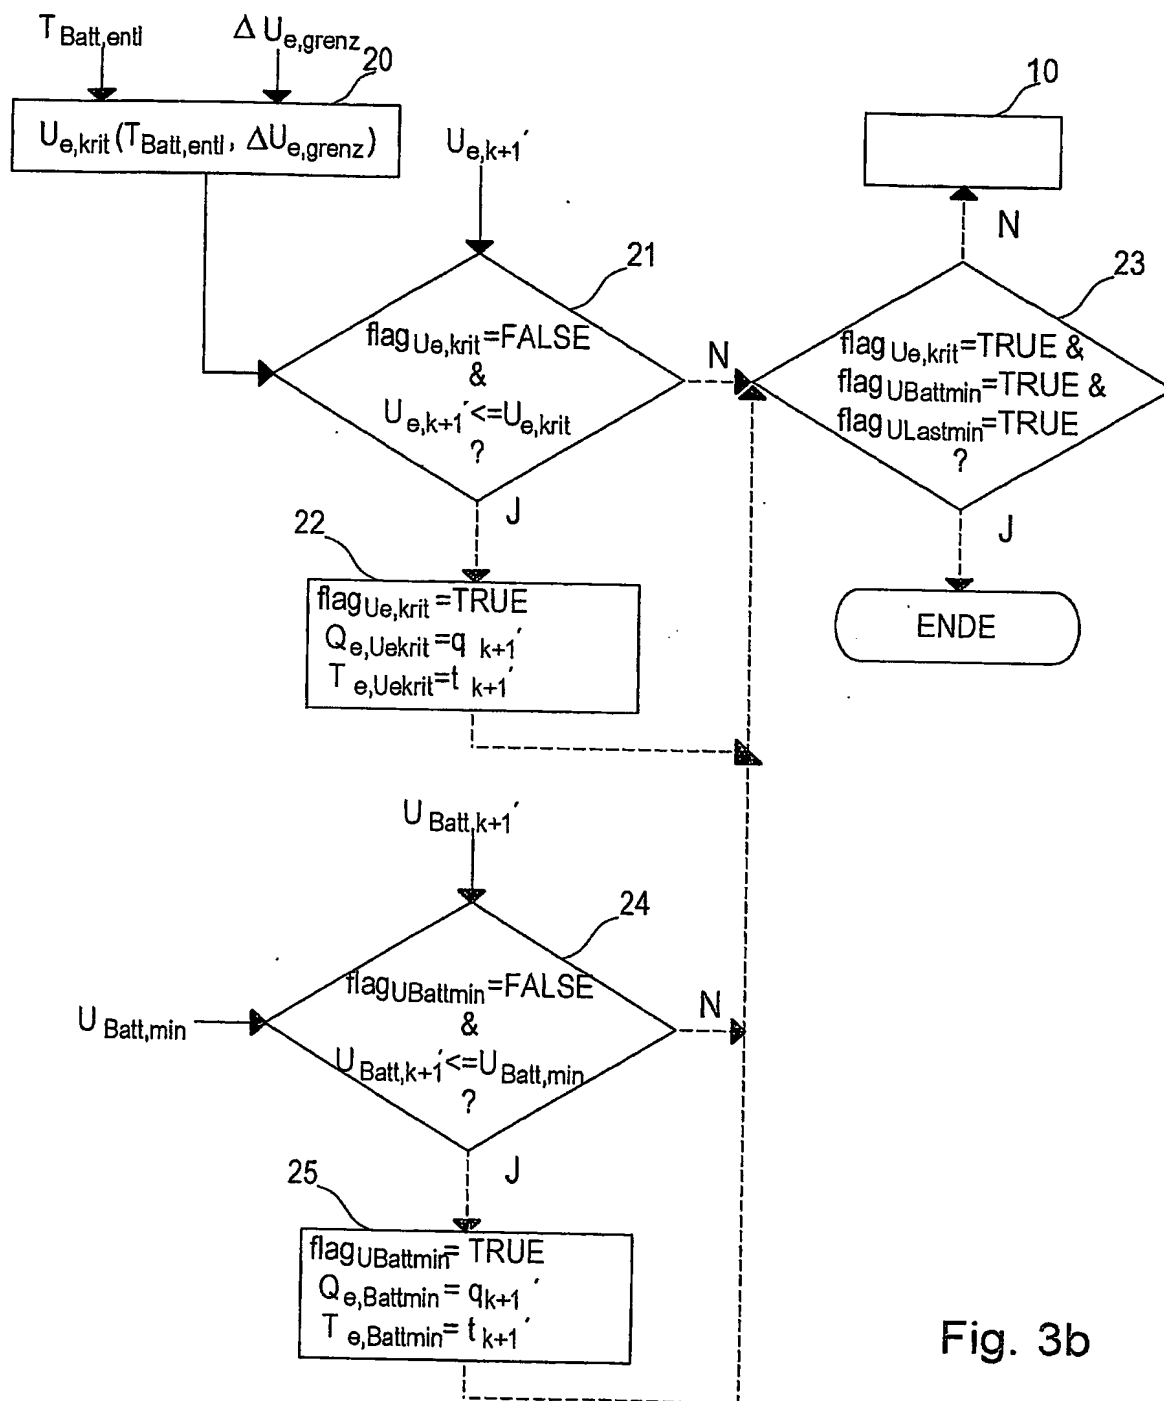 T Batt,entl
Δ U e,grenz
20
U e,krit (T Batt,entl, ΔU e,grenz)
U e,k+1′
10
N
21
flag Ue,krit =FALSE
&
U e,k+1′ <=U e,krit
?
N
J
23
flag Ue,krit =TRUE &
flag UBattmin =TRUE &
flag ULastmin =TRUE
?
J
ENDE
22
flag Ue,krit =TRUE
Q e,Uekrit =q k+1′
T e,Uekrit =t k+1′
U Batt,k+1′
24
U Batt,min
flag UBattmin =FALSE
&
U Batt,k+1′ <=U Batt,min
?
N
J
25
flag UBattmin = TRUE
Q e,Battmin = q k+1′
T e,Battmin = t k+1′
Fig. 3b